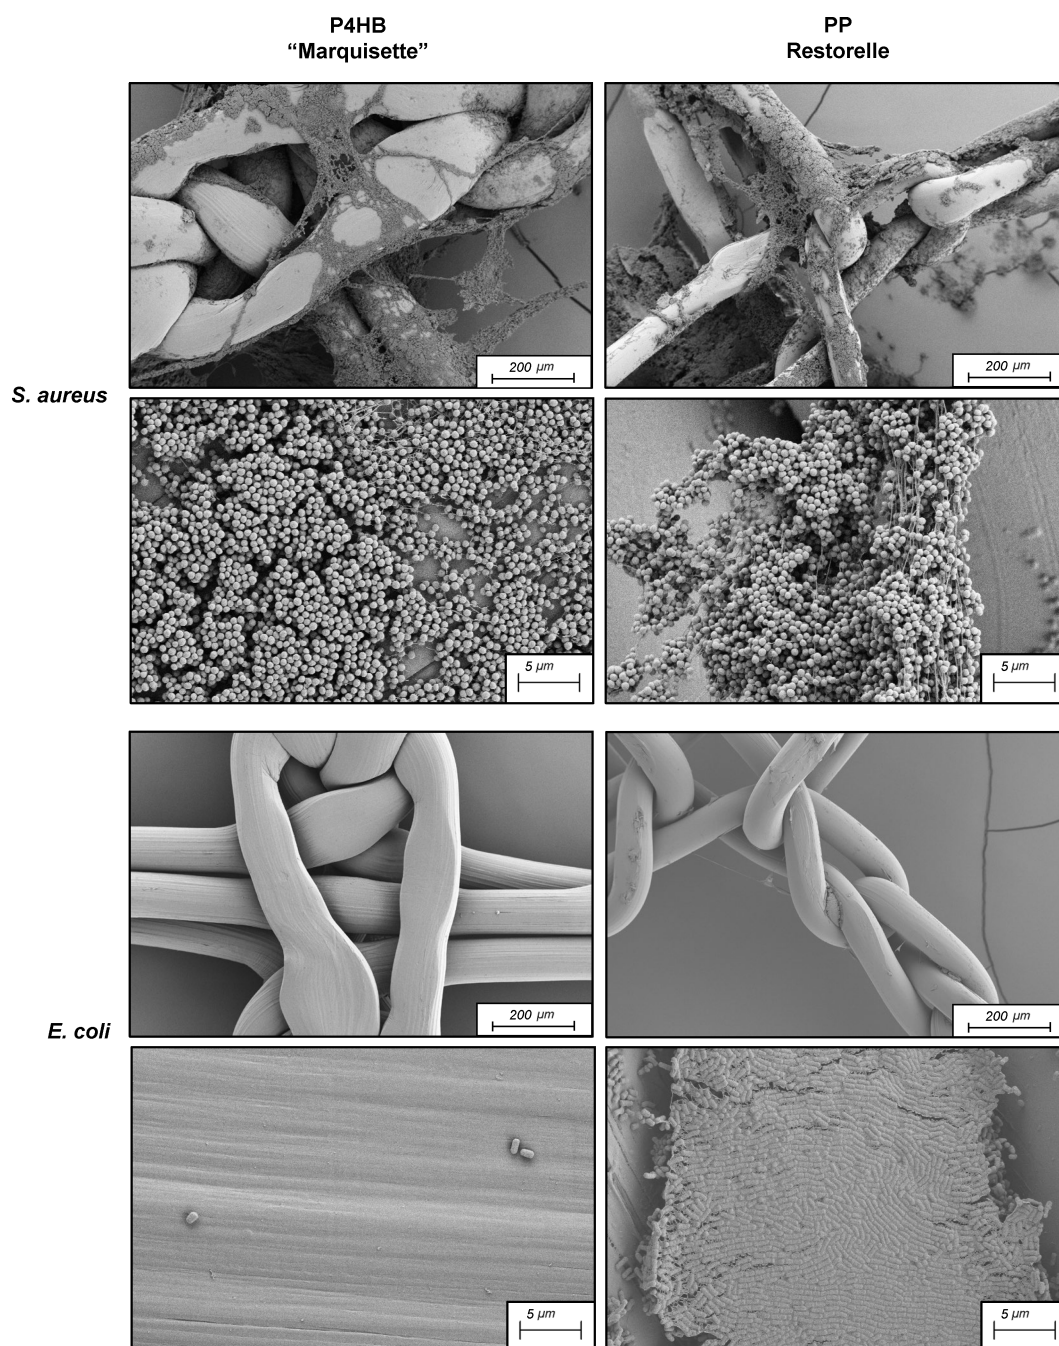 P4HB
“Marquisette”
PP
Restorelle
S. aureus
200 µm
200 µm
5 µm
5 µm
E. coli
200 µm
200 µm
5 µm
5 µm